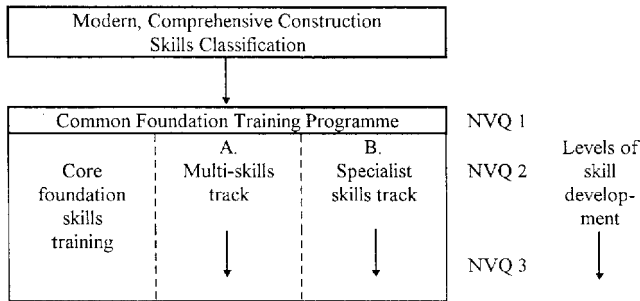 Modern, Comprehensive Construction
Skills Classification
Common Foundation Training Programme
NVQ 1
Core
foundation
skills
training
A.
Multi-skills
track
B.
Specialist
skills track
NVQ 2
NVQ 3
Levels of
skill
develop-
ment